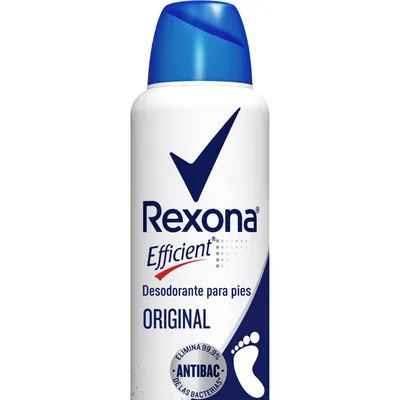 Rexona®
Efficient®
Desodorante para pies
ORIGINAL
ELIMINA 99.9%
ANTIBAC
DE LAS BACTERIAS*